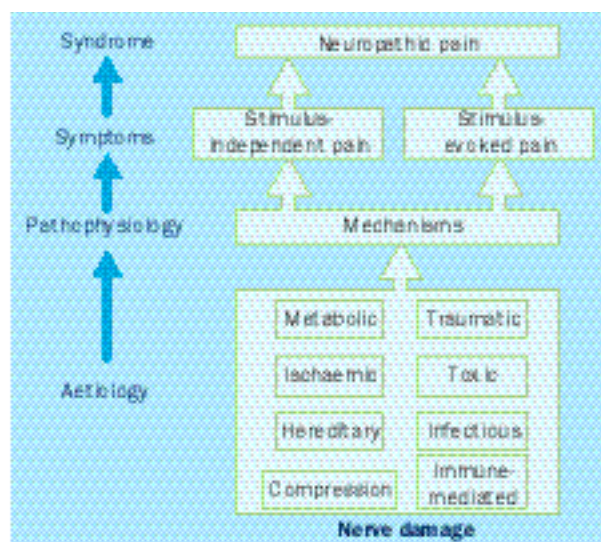 Syndrome
Neuropathic pain
Symptoms
Stimulus-
independent pain
Stimulus-
evoked pain
Pathophysiology
Mechanisms
Aetiology
Metabolic
Traumatic
Ischaemic
Toxic
Hereditary
Infectious
Compression
Immune-
mediated
Nerve damage